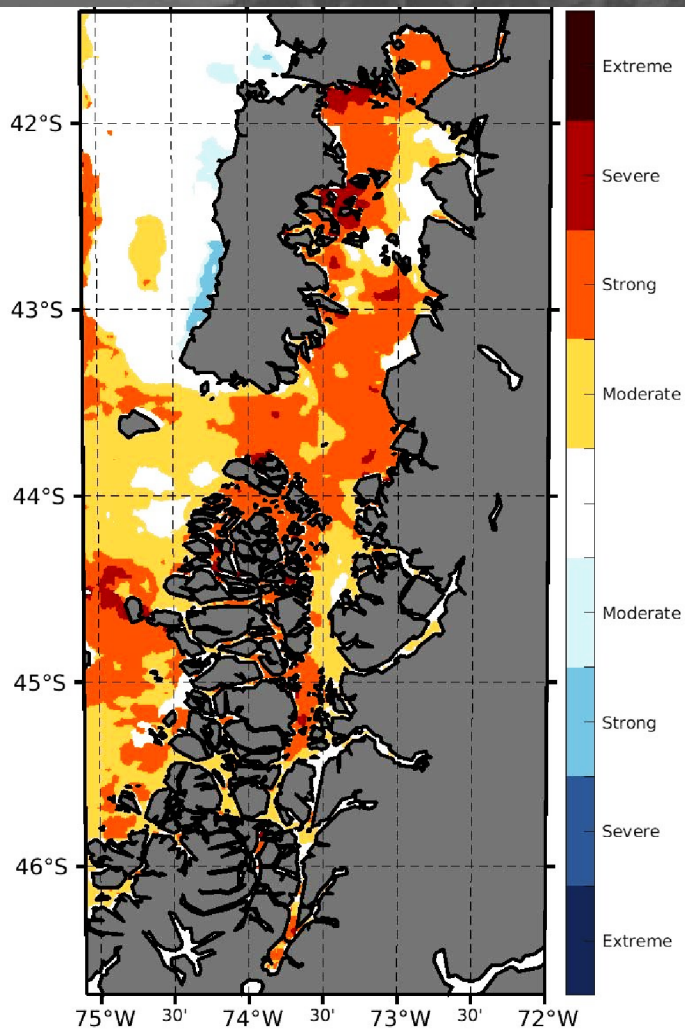 42°S
43°S
44°S
45°S
46°S
75°W 30' 74°W 30' 73°W 30' 72°W
Extreme
Severe
Strong
Moderate
Moderate
Strong
Severe
Extreme